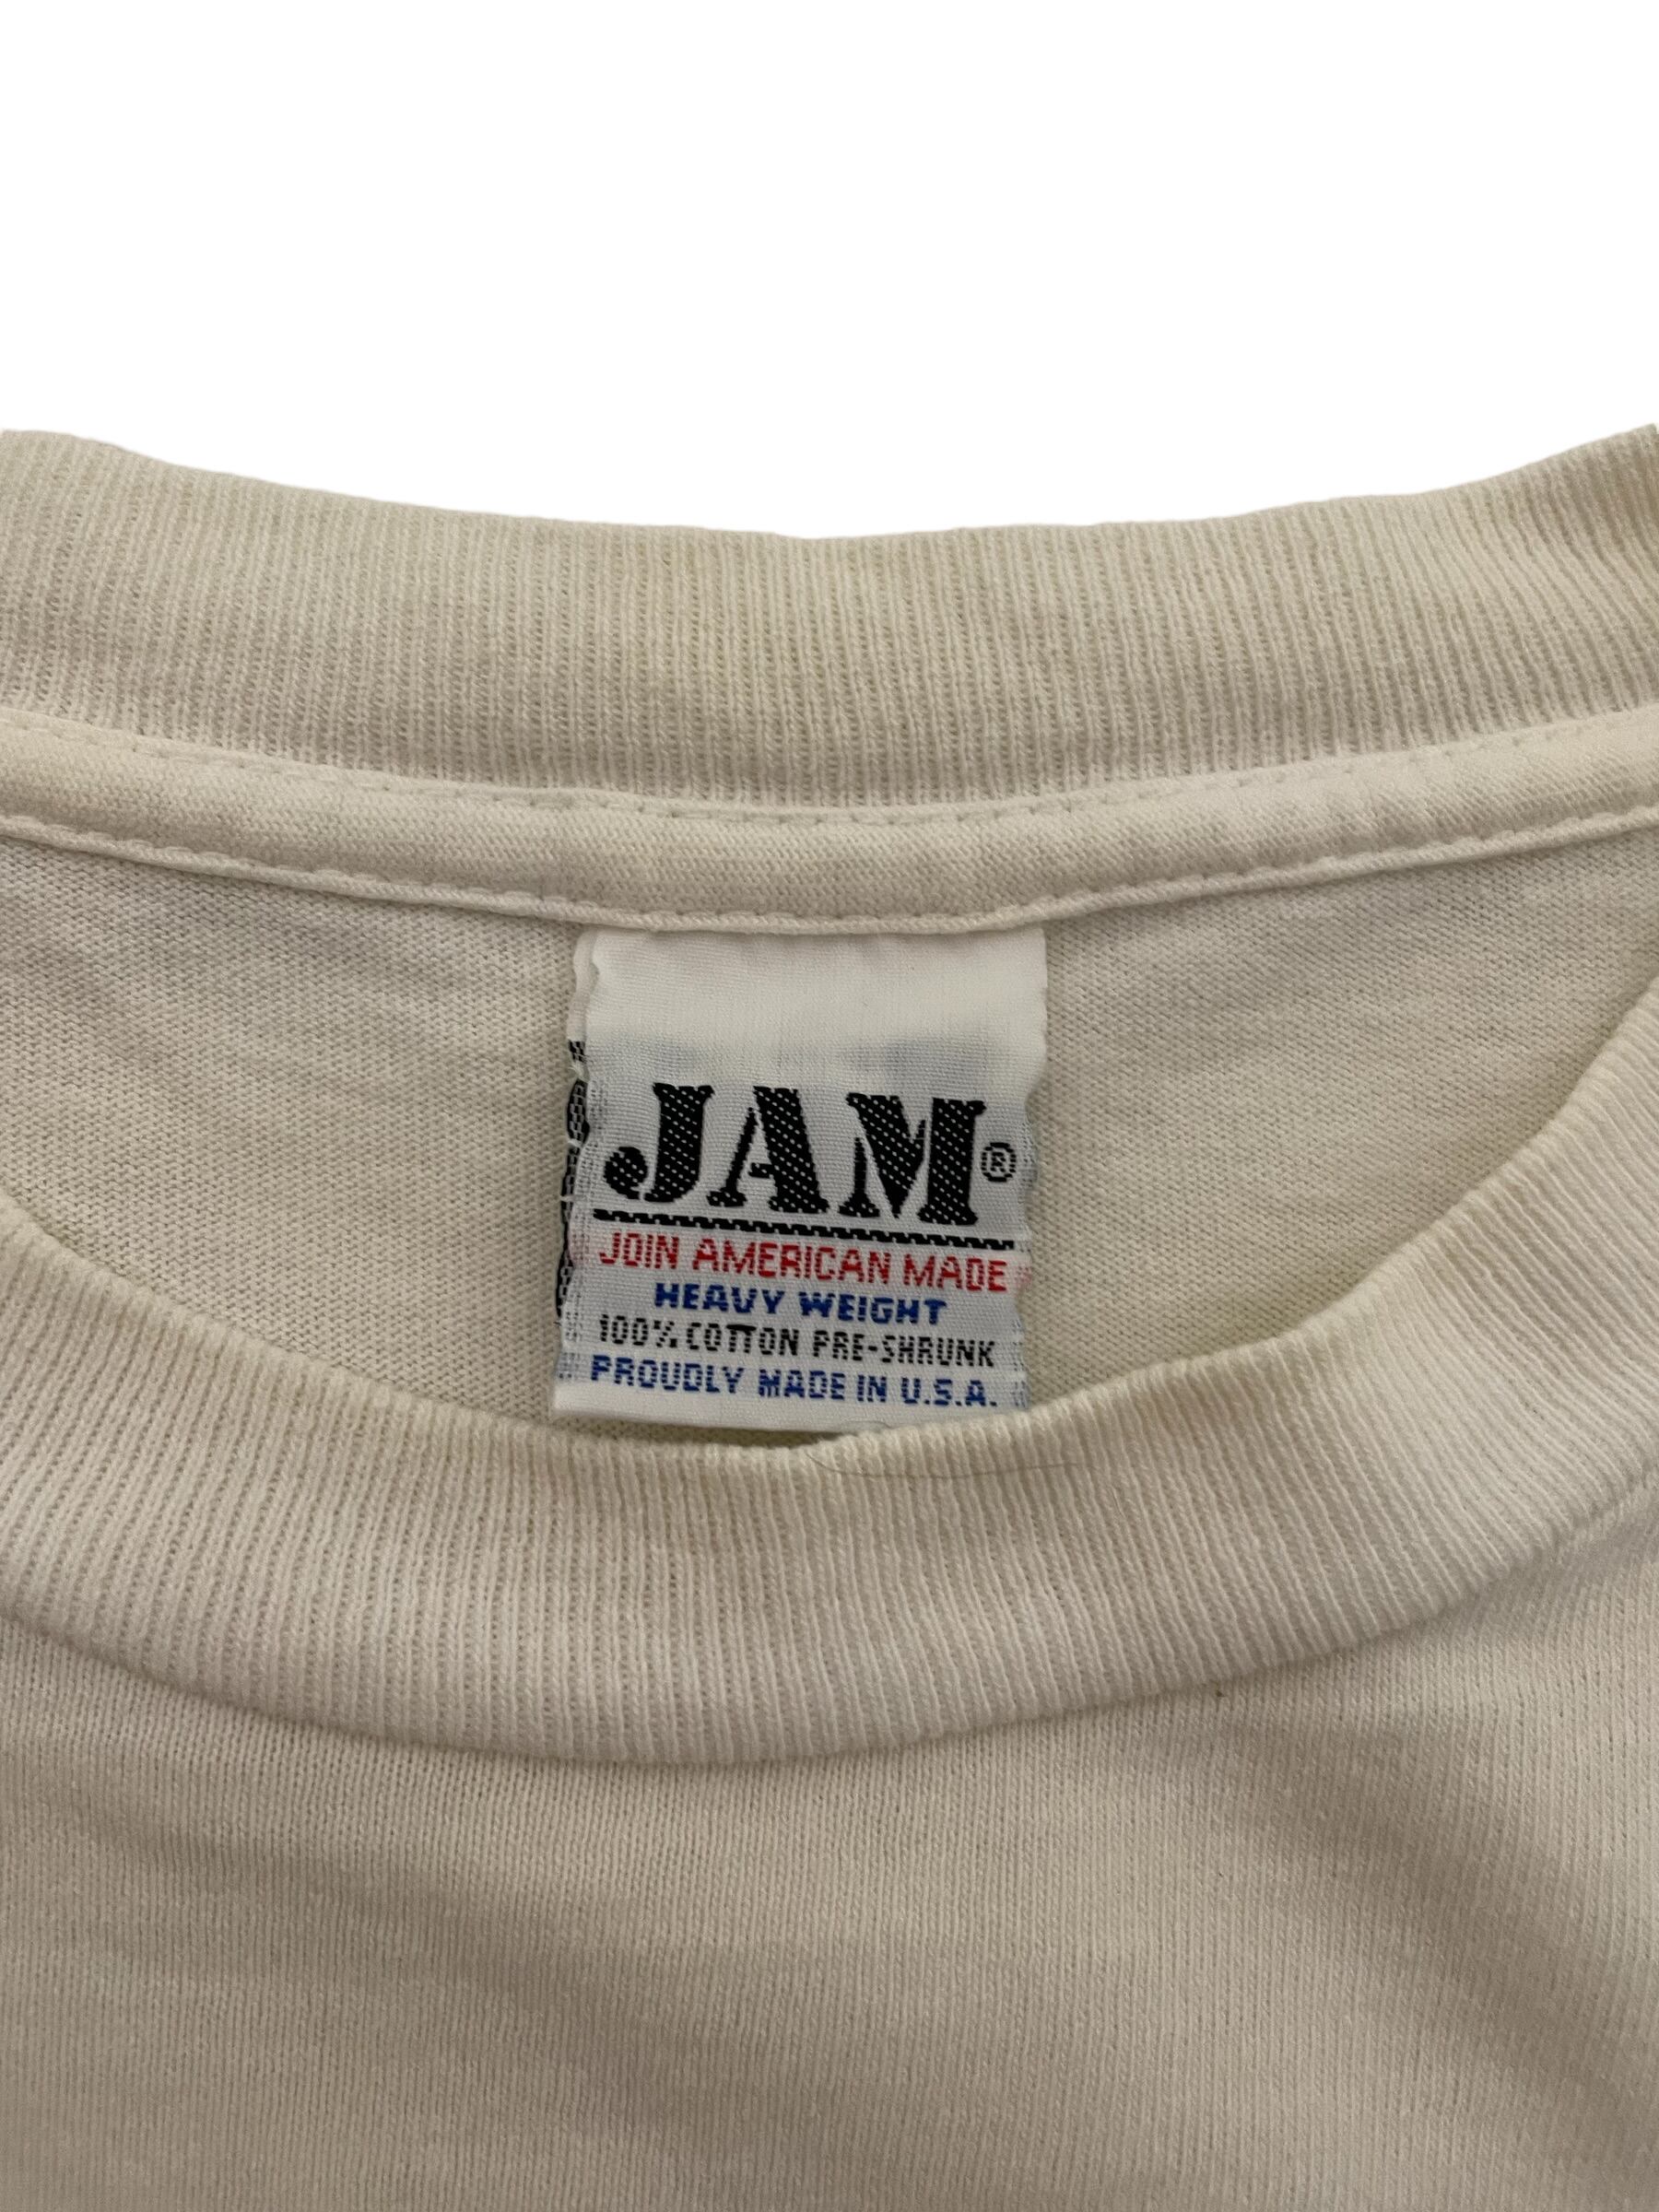 JAM®
JOIN AMERICAN MADE
HEAVY WEIGHT
100% COTTON PRE-SHRUNK
PROUDLY MADE IN U.S.A.